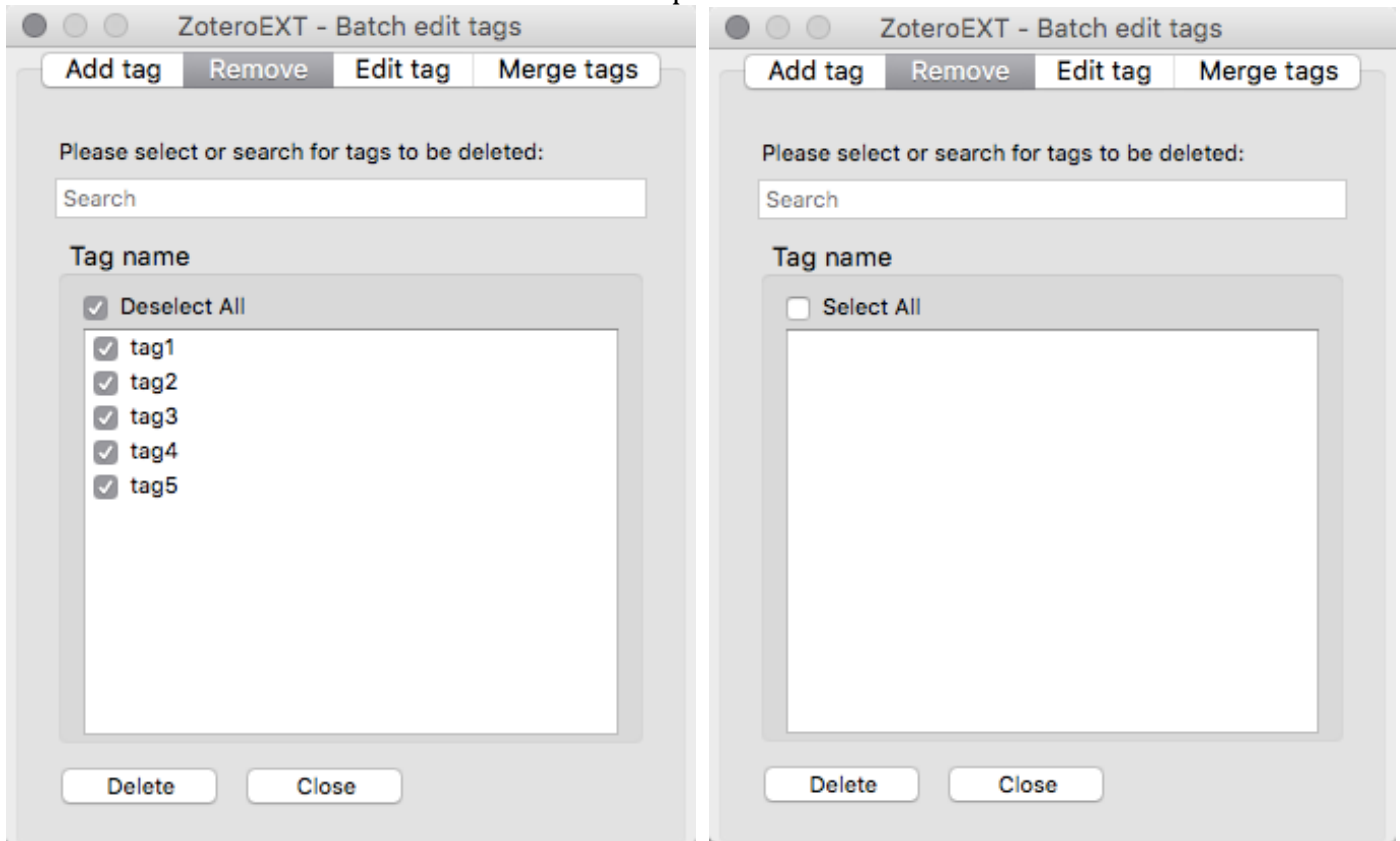 ZoteroEXT - Batch edit tags
Add tag Remove Edit tag Merge tags
Please select or search for tags to be deleted:
Search
Tag name
Deselect All
tag1
tag2
tag3
tag4
tag5
Delete Close
ZoteroEXT - Batch edit tags
Add tag Remove Edit tag Merge tags
Please select or search for tags to be deleted:
Search
Tag name
Select All
Delete Close